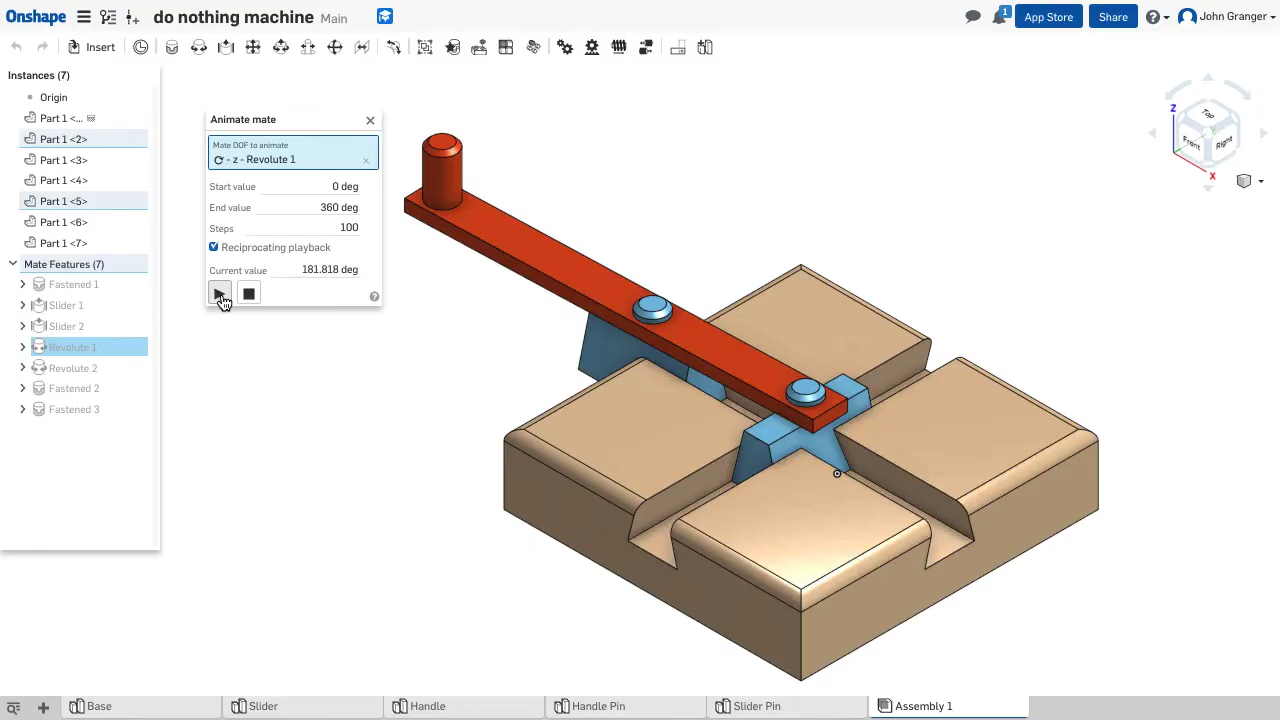 Onshape do nothing machine Main 1 App Store Share John Granger
Insert
Instances (7)
Origin
Part 1 <...
Part 1 <2>
Part 1 <3>
Part 1 <4>
Part 1 <5>
Part 1 <6>
Part 1 <7>
Mate Features (7)
Fastened 1
Slider 1
Slider 2
Revolute 1
Revolute 2
Fastened 2
Fastened 3
Animate mate
Mate DOF to animate
- z - Revolute 1
Start value 0 deg
End value 360 deg
Steps 100
Reciprocating playback
Current value 181.818 deg
Z
Top
Front
Right
X
Base
Slider
Handle
Handle Pin
Slider Pin
Assembly 1